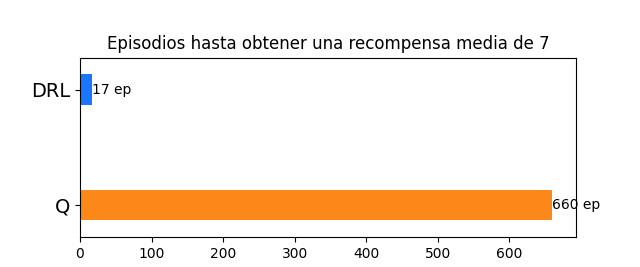 Episodios hasta obtener una recompensa media de 7
DRL
17 ep
Q
660 ep
0 100 200 300 400 500 600